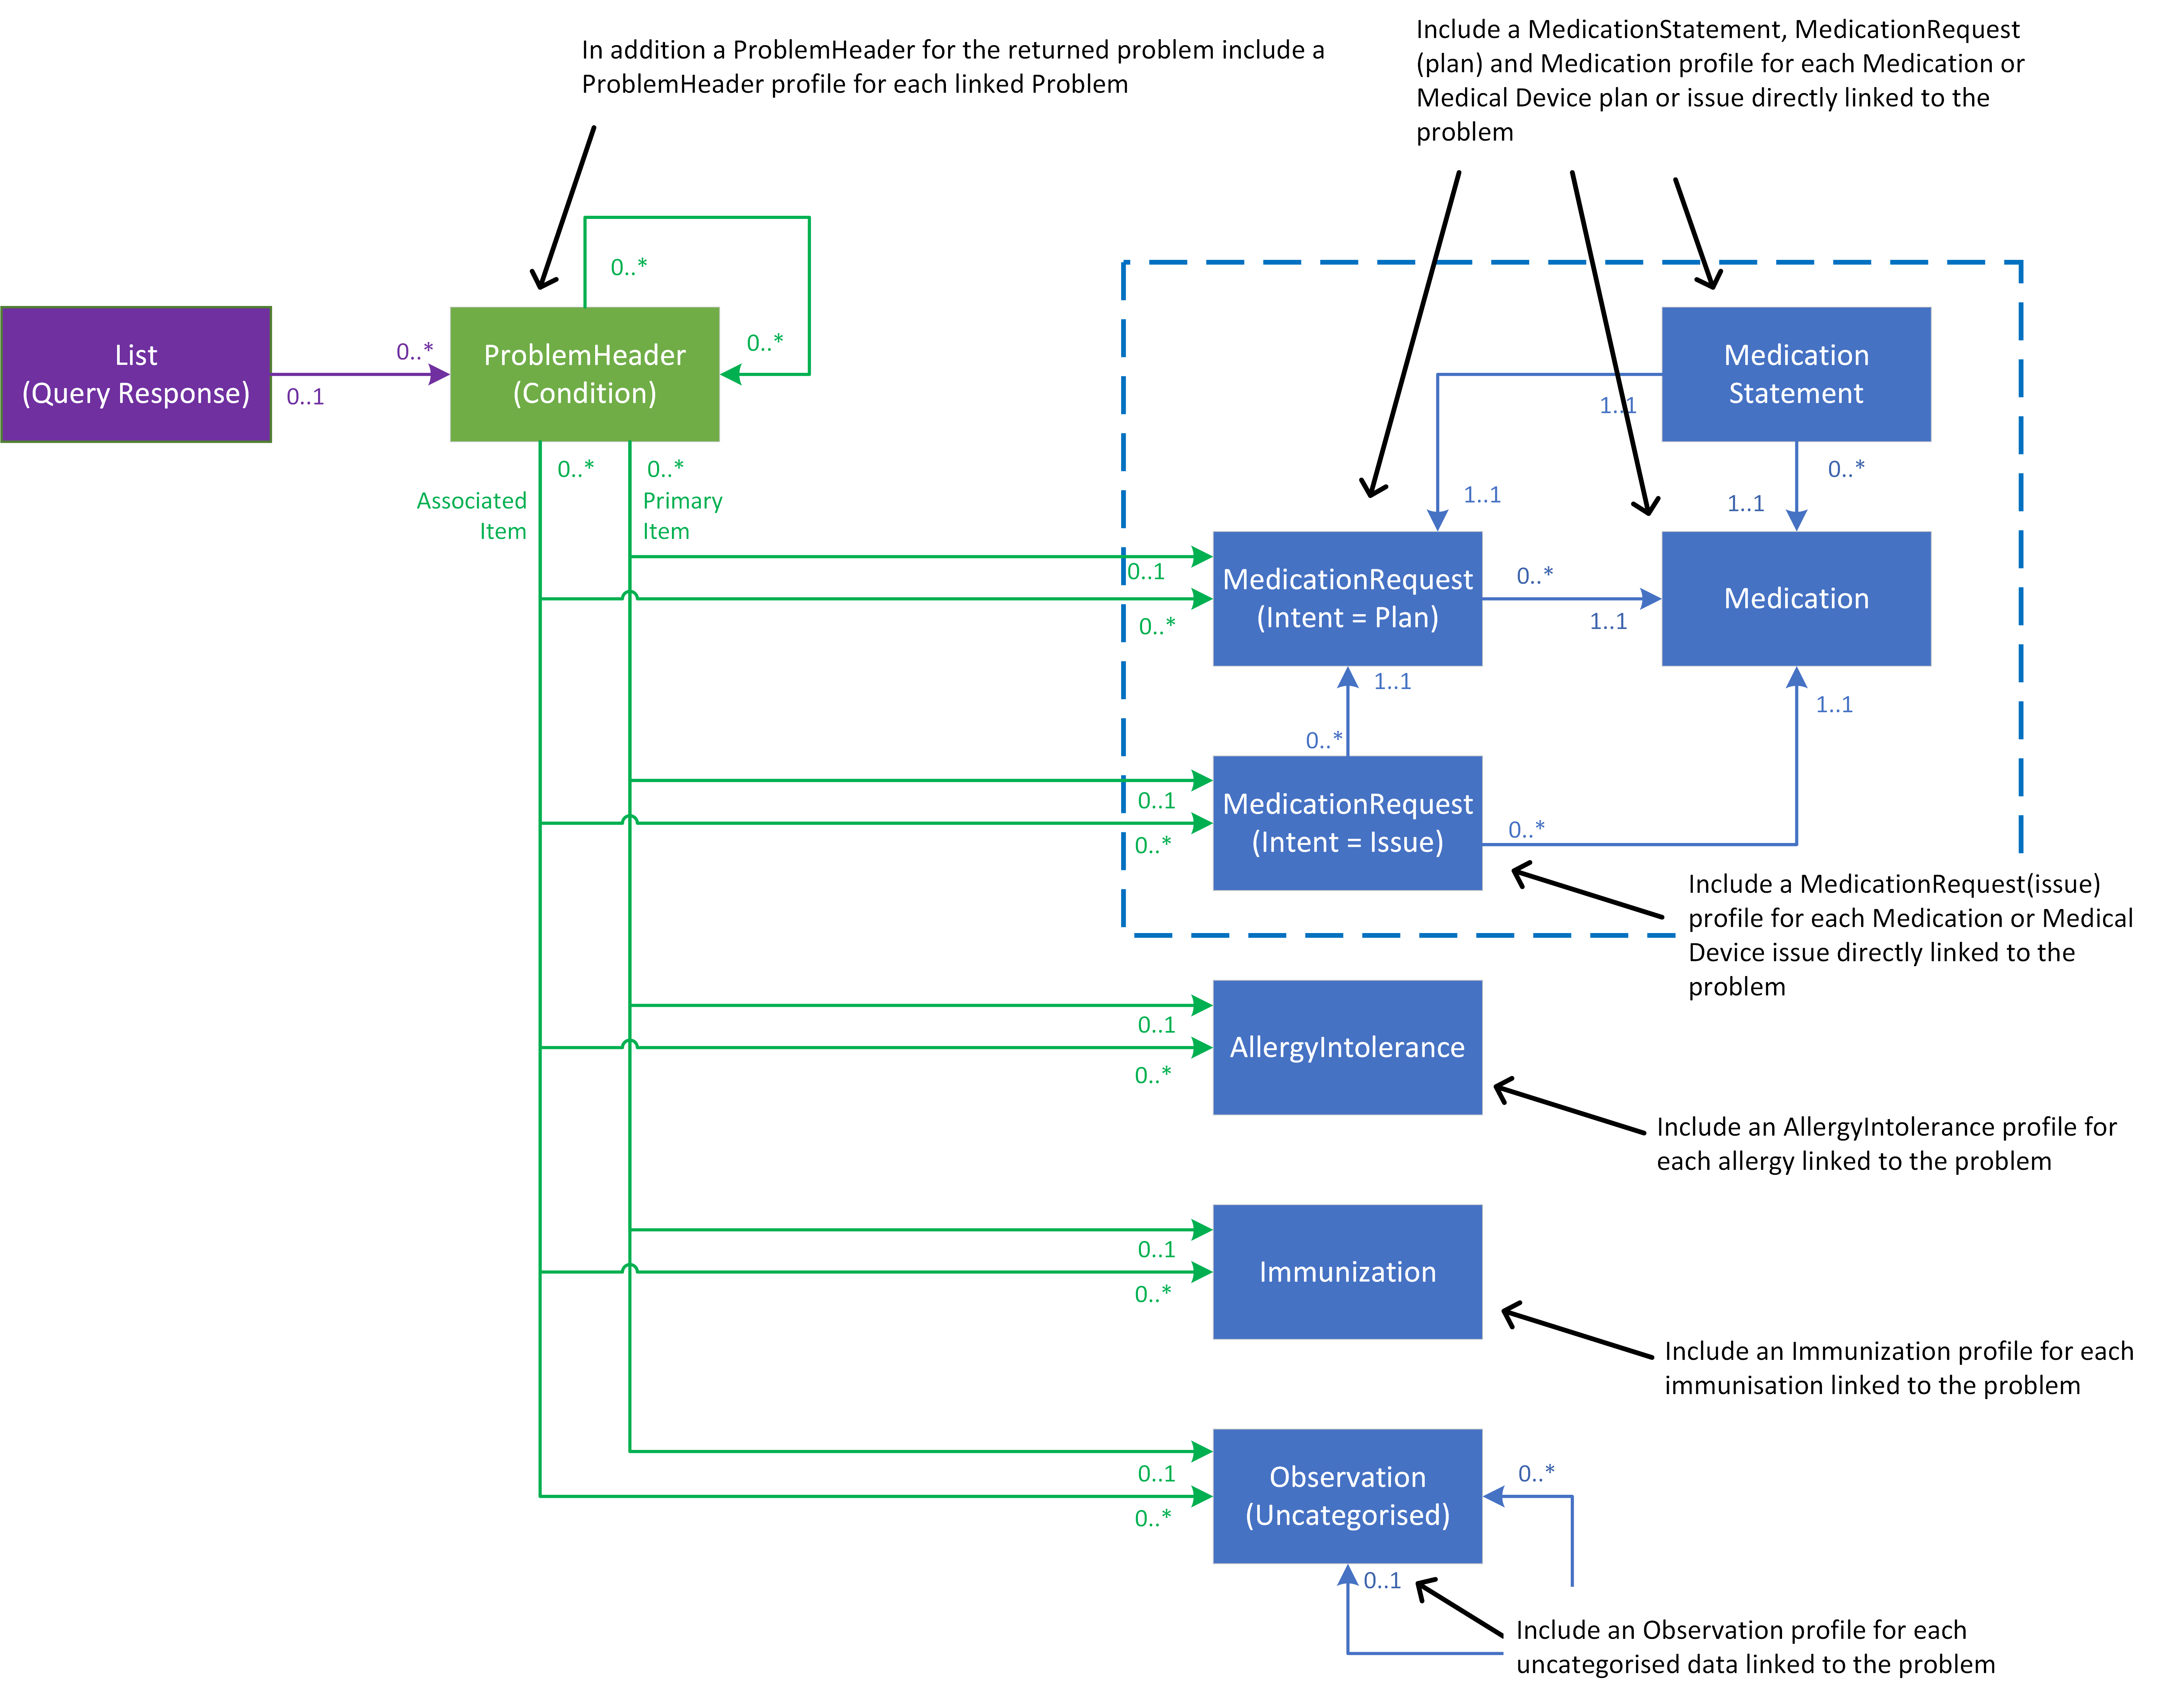 In addition a ProblemHeader for the returned problem include a
ProblemHeader profile for each linked Problem
Include a MedicationStatement, MedicationRequest
(plan) and Medication profile for each Medication or
Medical Device plan or issue directly linked to the
problem
0..*
0..*
List
(Query Response)
0..*
0..1
ProblemHeader
(Condition)
Medication
Statement
1..1
0..*
0..*
Associated
Item
Primary
Item
1..1
0..*
1..1
0..1
0..*
MedicationRequest
(Intent = Plan)
0..*
1..1
Medication
1..1
0..*
1..1
0..1
0..*
MedicationRequest
(Intent = Issue)
0..*
Include a MedicationRequest(issue)
profile for each Medication or Medical
Device issue directly linked to the
problem
0..1
0..*
AllergyIntolerance
Include an AllergyIntolerance profile for
each allergy linked to the problem
0..1
0..*
Immunization
Include an Immunization profile for each
immunisation linked to the problem
0..1
0..*
Observation
(Uncategorised)
0..*
0..1
Include an Observation profile for each
uncategorised data linked to the problem